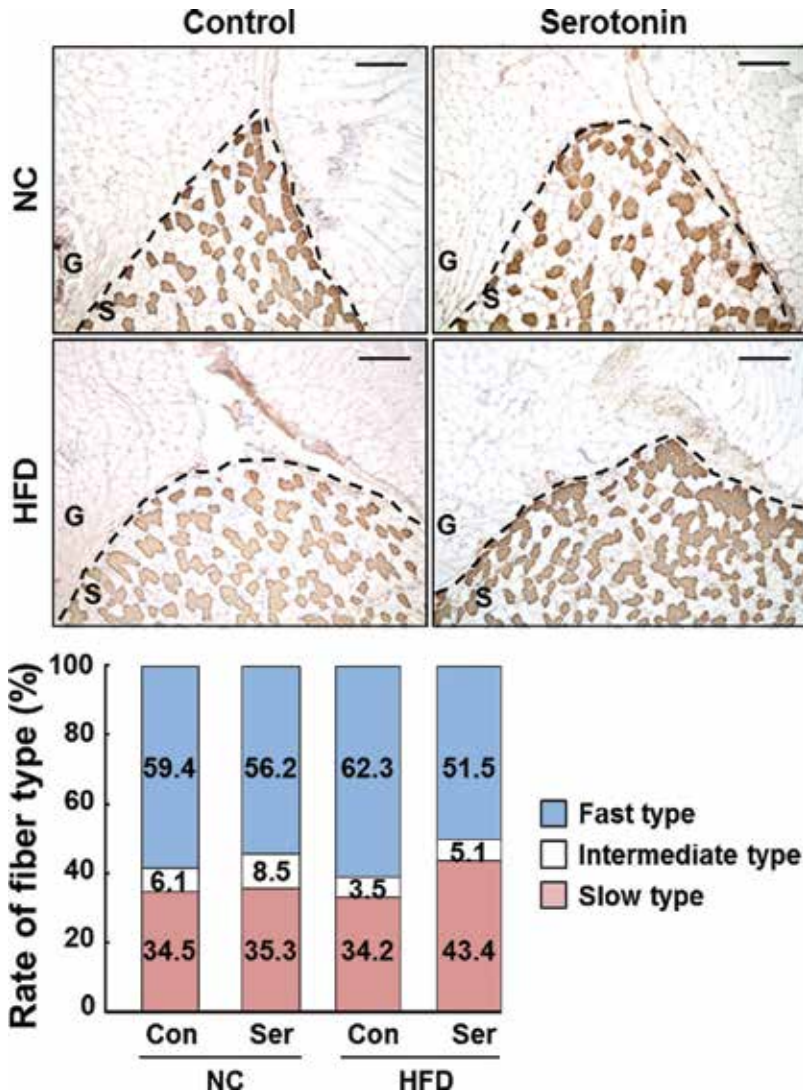 Control Serotonin
NC
G
S
G
S
HFD
G
S
G
S
Rate of fiber type (%)
100
80
60
40
20
0
59.4 56.2 62.3 51.5
6.1 8.5 3.5 5.1
34.5 35.3 34.2 43.4
Fast type
Intermediate type
Slow type
Con Ser Con Ser
NC HFD